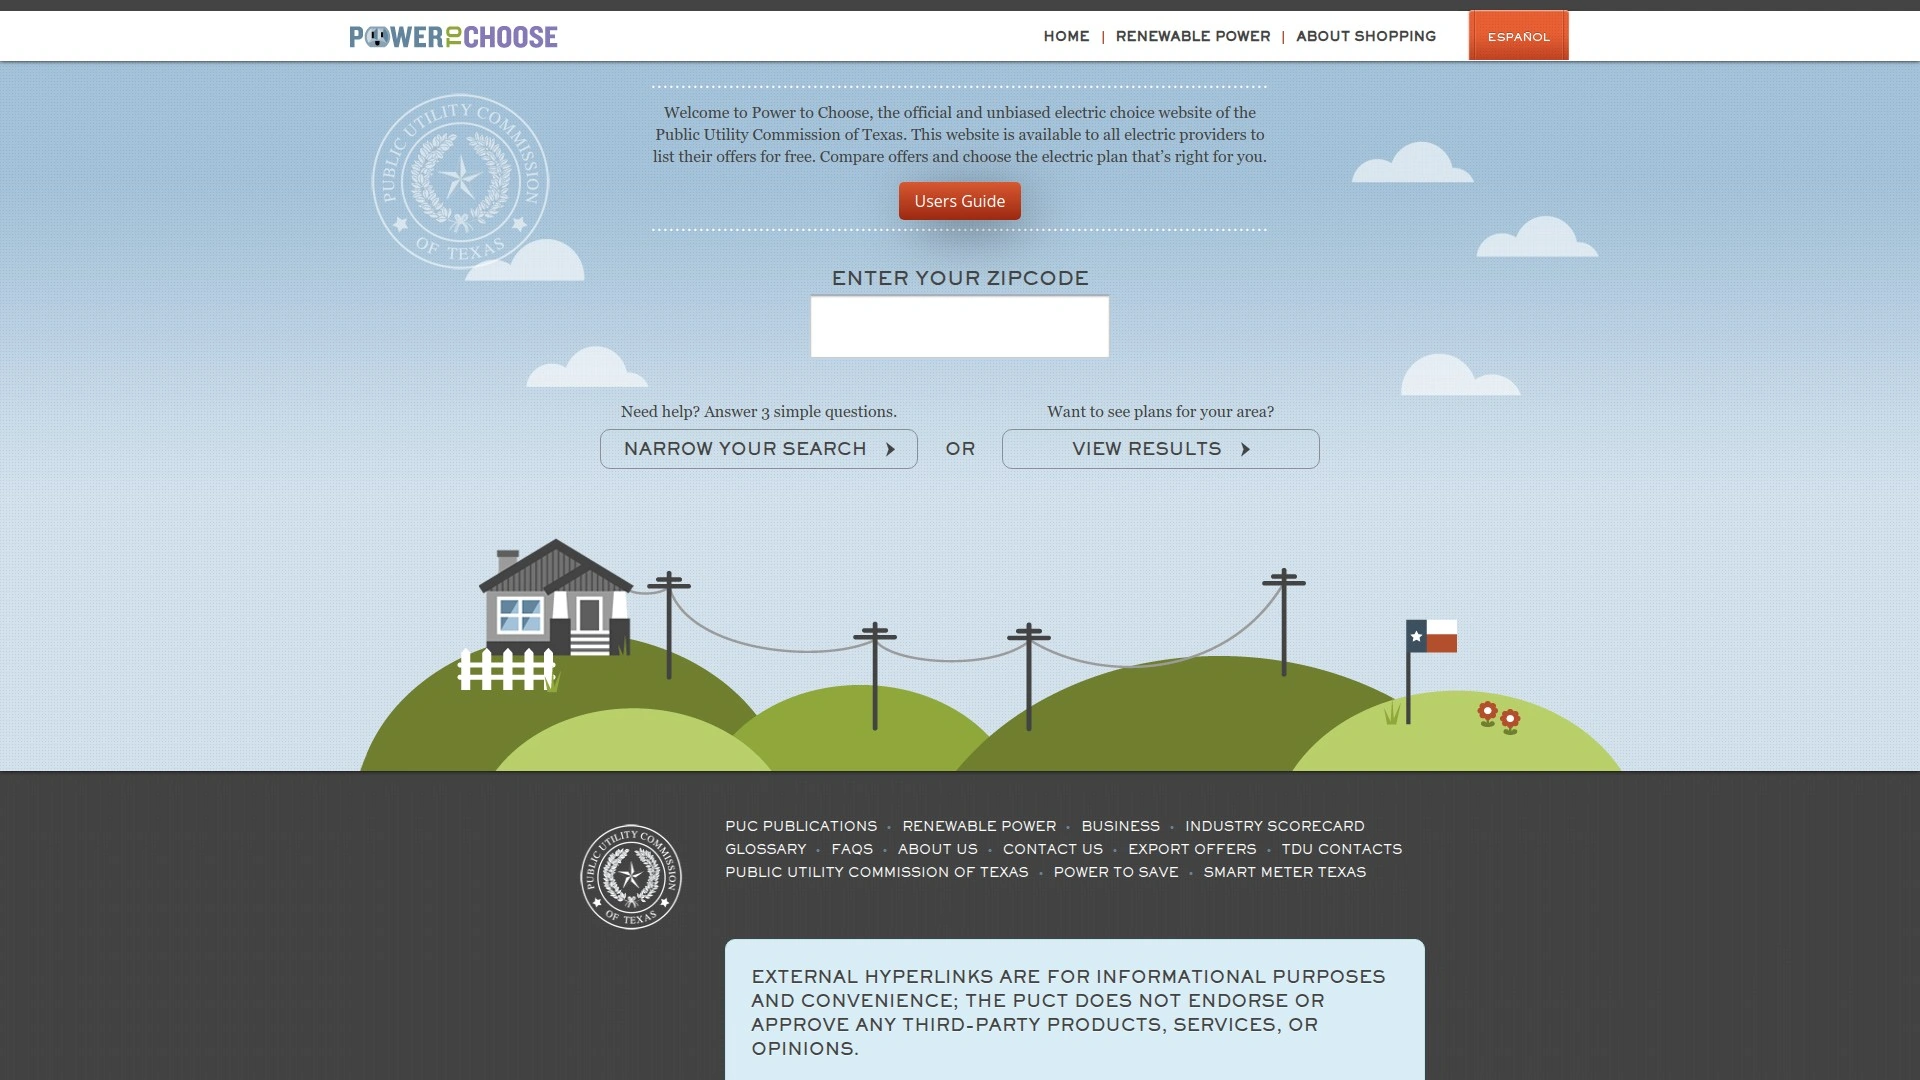 POWER TO CHOOSE
HOME | RENEWABLE POWER | ABOUT SHOPPING
ESPAÑOL
PUBLIC UTILITY COMMISSION OF TEXAS
Welcome to Power to Choose, the official and unbiased electric choice website of the
Public Utility Commission of Texas. This website is available to all electric providers to
list their offers for free. Compare offers and choose the electric plan that’s right for you.
Users Guide
ENTER YOUR ZIPCODE
Need help? Answer 3 simple questions.
NARROW YOUR SEARCH
OR
Want to see plans for your area?
VIEW RESULTS
PUBLIC UTILITY COMMISSION OF TEXAS
PUC PUBLICATIONS • RENEWABLE POWER • BUSINESS • INDUSTRY SCORECARD
GLOSSARY • FAQS • ABOUT US • CONTACT US • EXPORT OFFERS • TDU CONTACTS
PUBLIC UTILITY COMMISSION OF TEXAS • POWER TO SAVE • SMART METER TEXAS
EXTERNAL HYPERLINKS ARE FOR INFORMATIONAL PURPOSES
AND CONVENIENCE; THE PUCT DOES NOT ENDORSE OR
APPROVE ANY THIRD-PARTY PRODUCTS, SERVICES, OR
OPINIONS.